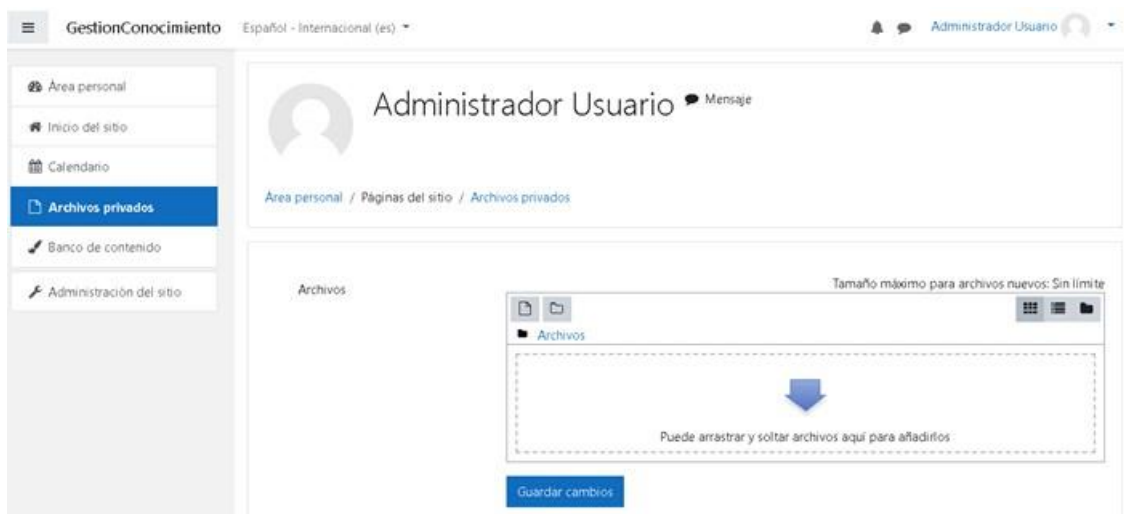 GestionConocimiento Español - Internacional (es) Administrador Usuario
Área personal
Inicio del sitio
Calendario
Archivos privados
Banco de contenido
Administración del sitio
Administrador Usuario Mensaje
Área personal / Páginas del sitio / Archivos privados
Archivos
Tamaño máximo para archivos nuevos: Sin límite
Archivos
Puede arrastrar y soltar archivos aquí para añadirlos
Guardar cambios